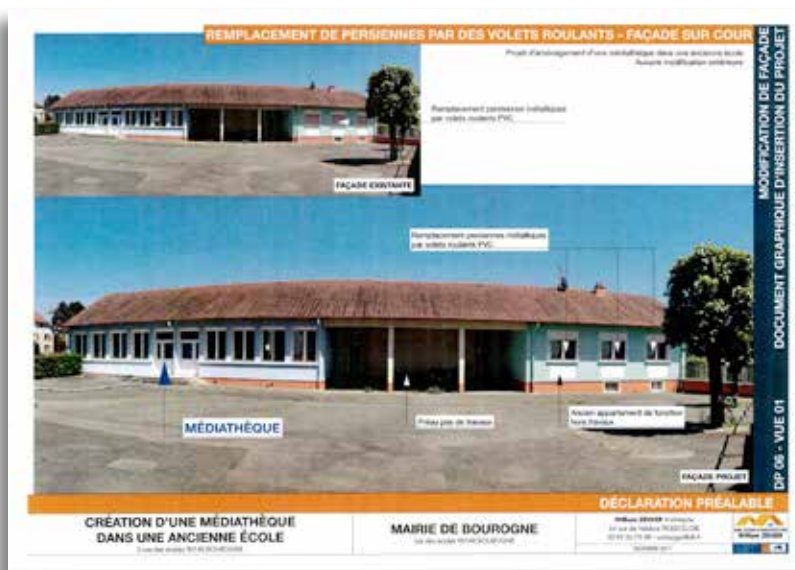 REMPLACEMENT DE PERSIENNES PAR DES VOLETS ROULANTS - FAÇADE SUR COUR
Projet d'aménagement d'une médiathèque dans une ancienne école
Aucune modification extérieure
Remplacement persiennes métalliques
par volets roulants PVC
FAÇADE EXISTANTE
Remplacement persiennes métalliques
par volets roulants PVC
MÉDIATHÈQUE
Préau pas de travaux
Ancien appartement de fonction
hors travaux
FAÇADE PROJET
MODIFICATION DE FAÇADE
DOCUMENT GRAPHIQUE D'INSERTION DU PROJET
DP 06 - VUE 01
DÉCLARATION PRÉALABLE
CRÉATION D'UNE MÉDIATHÈQUE
DANS UNE ANCIENNE ÉCOLE
MAIRIE DE BOUROGNE